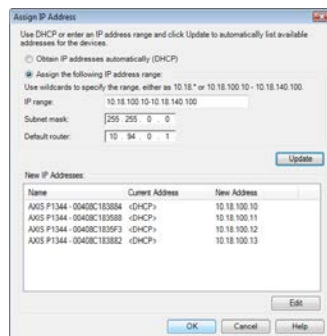 Assign IP Address
Use DHCP or enter an IP address range and click Update to automatically list available
addresses for the devices.
Obtain IP addresses automatically (DHCP)
Assign the following IP address range:
Use wildcards to specify the range, either as 10.18.* or 10.18.100.10 - 10.18.140.100.
IP range: 10.18.100.10-10.18.140.100
Subnet mask: 255 . 255 . 0 . 0
Default router: 10 . 94 . 0 . 1
Update
New IP Addresses:
Name Current Address New Address
AXIS P1344 - 00408C183884 <DHCP> 10.18.100.10
AXIS P1344 - 00408C183588 <DHCP> 10.18.100.11
AXIS P1344 - 00408C1835F3 <DHCP> 10.18.100.12
AXIS P1344 - 00408C183882 <DHCP> 10.18.100.13
Edit
OK Cancel Help